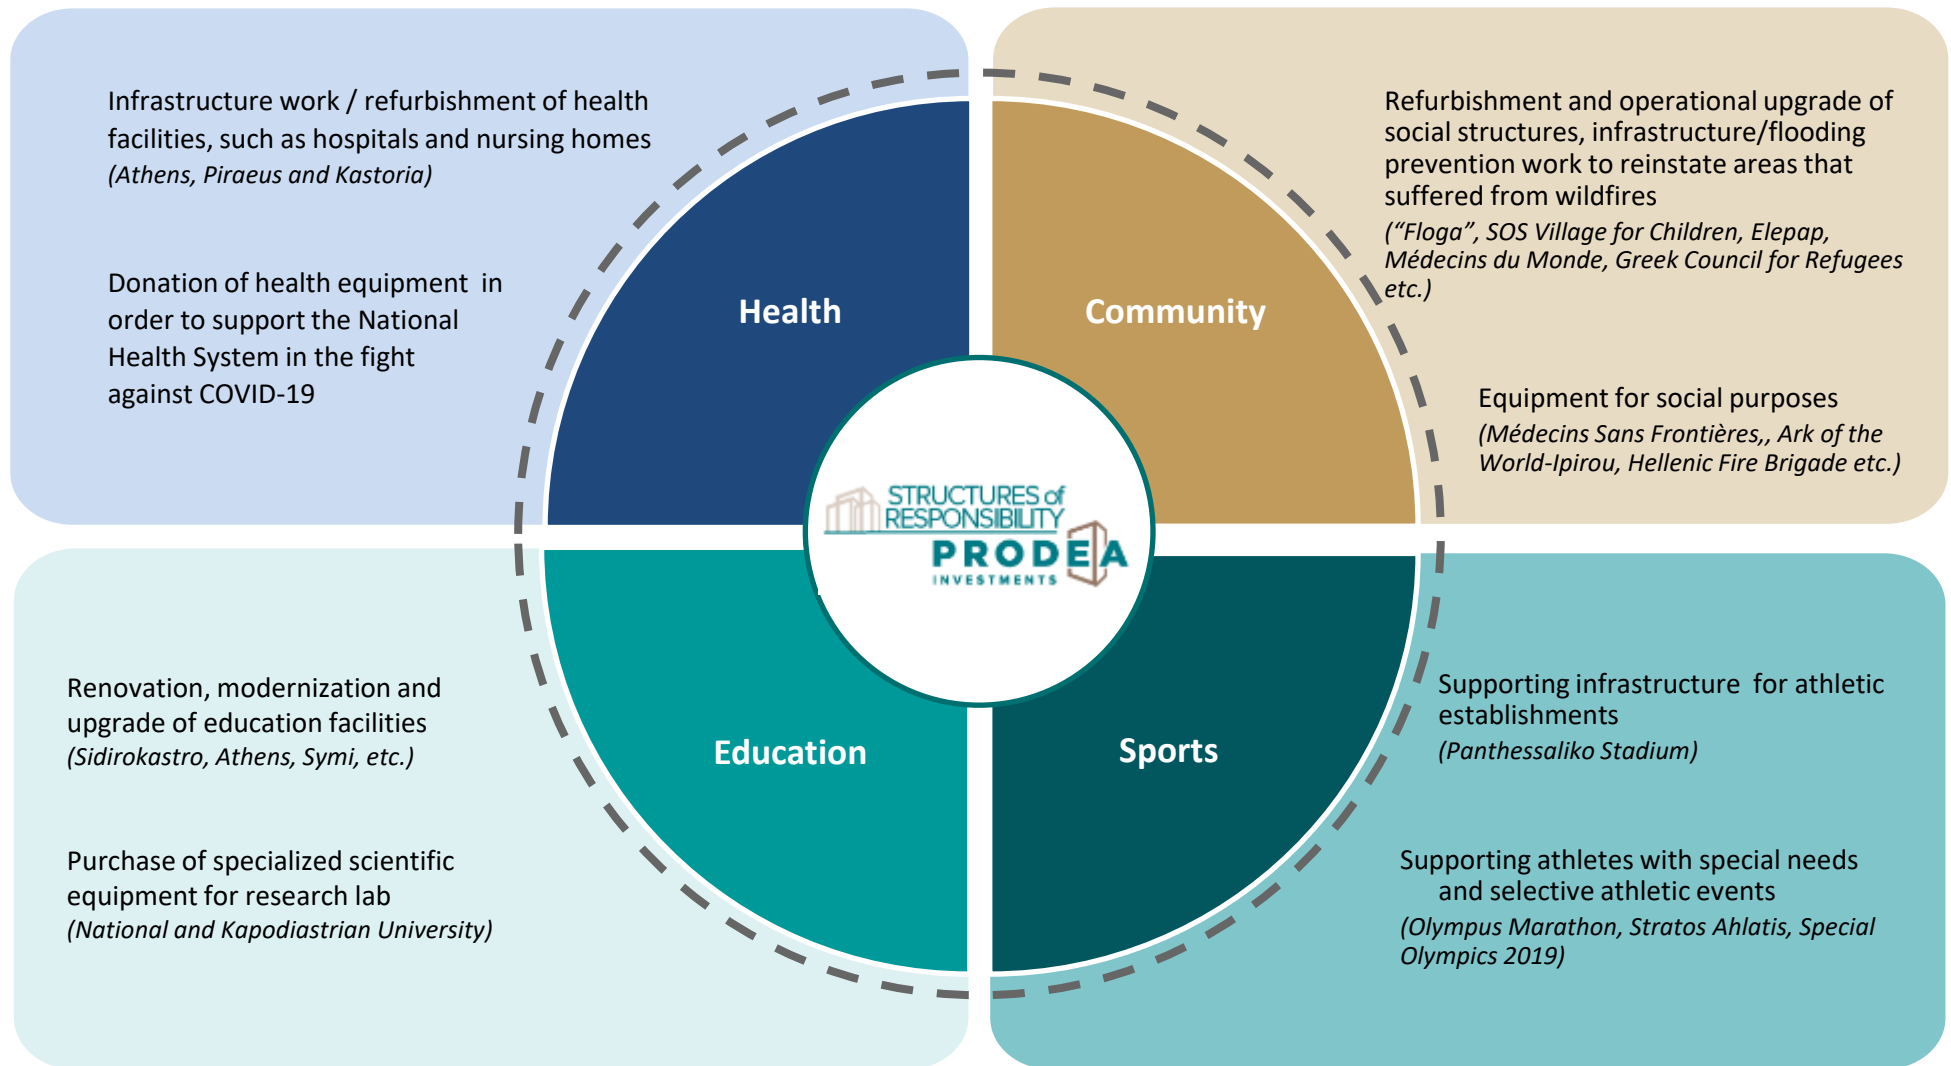 Infrastructure work / refurbishment of health
facilities, such as hospitals and nursing homes
(Athens, Piraeus and Kastoria)
Donation of health equipment  in
order to support the National
Health System in the fight
against COVID-19
Health
Community
Refurbishment and operational upgrade of
social structures, infrastructure/flooding
prevention work to reinstate areas that
suffered from wildfires
(“Floga”, SOS Village for Children, Elepap,
Médecins du Monde, Greek Council for Refugees
etc.)
Equipment for social purposes
(Médecins Sans Frontières,, Ark of the
World-Ipirou, Hellenic Fire Brigade etc.)
STRUCTURES of
RESPONSIBILITY
PRODEA
INVESTMENTS
Renovation, modernization and
upgrade of education facilities
(Sidirokastro, Athens, Symi, etc.)
Purchase of specialized scientific
equipment for research lab
(National and Kapodiastrian University)
Education
Sports
Supporting infrastructure  for athletic
establishments
(Panthessaliko Stadium)
Supporting athletes with special needs
and selective athletic events
(Olympus Marathon, Stratos Ahlatis, Special
Olympics 2019)